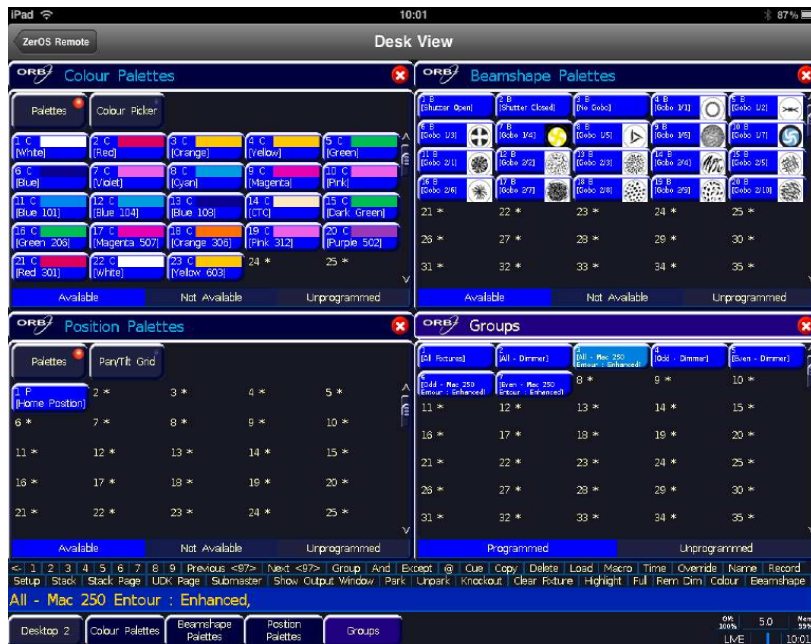 iPad 10:01 87%
ZerOS Remote Desk View
ORB Colour Palettes
Palettes Colour Picker
1 C 2 C 3 C 4 C 5 C
[White] [Red] [Orange] [Yellow] [Green]
6 C 7 C 8 C 9 C 10 C
[Blue] [Violet] [Cyan] [Magenta] [Pink]
11 C 12 C 13 C 14 C 15 C
[Blue 101] [Blue 104] [Blue 108] [CTC] [Dark Green]
16 C 17 C 18 C 19 C 20 C
[Green 206] [Magenta 507] [Orange 306] [Pink 312] [Purple 502]
21 C 22 C 23 C 24 * 25 *
[Red 301] [White] [Yellow 603]
Available Not Available Unprogrammed
ORB Beamshape Palettes
1 B 2 B 3 B 4 B 5 B
[Shutter Open] [Shutter Closed] [No Gobo] [Gobo 1/1] [Gobo 1/2]
6 B 7 B 8 B 9 B 10 B
[Gobo 1/3] [Gobo 1/4] [Gobo 1/5] [Gobo 1/6] [Gobo 1/7]
11 B 12 B 13 B 14 B 15 B
[Gobo 2/1] [Gobo 2/2] [Gobo 2/3] [Gobo 2/4] [Gobo 2/5]
16 B 17 B 18 B 19 B 20 B
[Gobo 2/6] [Gobo 2/7] [Gobo 2/8] [Gobo 2/9] [Gobo 2/10]
21 * 22 * 23 * 24 * 25 *
26 * 27 * 28 * 29 * 30 *
31 * 32 * 33 * 34 * 35 *
Available Not Available Unprogrammed
ORB Position Palettes
Palettes Pan/Tilt Grid
1 P 2 * 3 * 4 * 5 *
[Home Position]
6 * 7 * 8 * 9 * 10 *
11 * 12 * 13 * 14 * 15 *
16 * 17 * 18 * 19 * 20 *
21 * 22 * 23 * 24 * 25 *
Available Not Available Unprogrammed
ORB Groups
1 2 3 4 5
[All Fixtures] [All - Dimmer] [All - Mac 250 Entour : Enhanced] [Odd - Dimmer] [Even - Dimmer]
6 7 8 * 9 * 10 *
[Odd - Mac 250 Entour : Enhanced] [Even - Mac 250 Entour : Enhanced]
11 * 12 * 13 * 14 * 15 *
16 * 17 * 18 * 19 * 20 *
21 * 22 * 23 * 24 * 25 *
26 * 27 * 28 * 29 * 30 *
31 * 32 * 33 * 34 * 35 *
Programmed Unprogrammed
<- 1 2 3 4 5 6 7 8 9 Previous <97> Next <97> Group And Except @ Cue Copy Delete Load Macro Time Override Name Record
Setup Stack Stack Page UDK Page Submaster Show Output Window Park Unpark Knockout Clear Fixture Highlight Full Rem Dim Colour Beamshape
All - Mac 250 Entour : Enhanced,
Desktop 2 Colour Palettes Beamshape Palettes Position Palettes Groups
100% 5.0 99%
LIVE 10:01